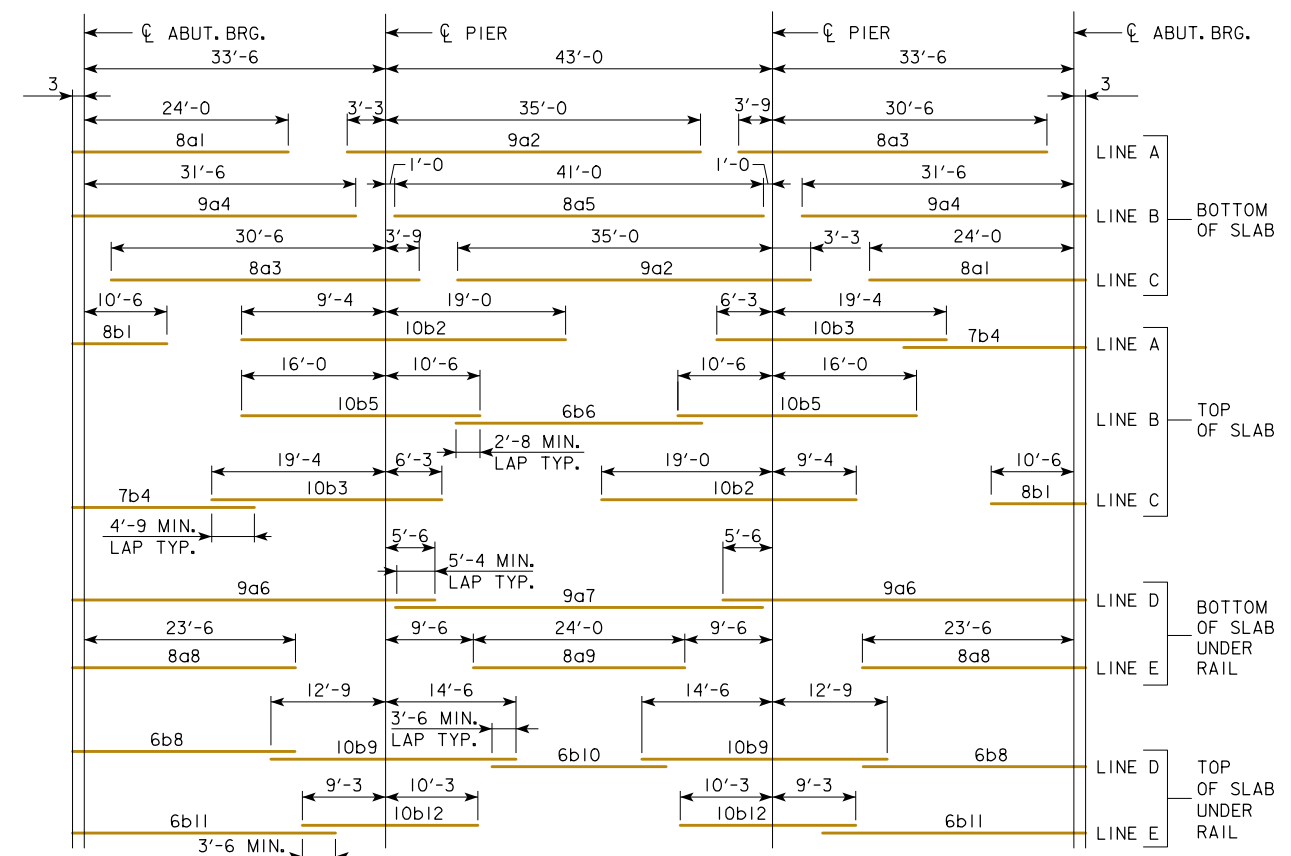 ℄ ABUT. BRG. ℄ PIER ℄ PIER ℄ ABUT. BRG.
33'-6 43'-0 33'-6
3 3
24'-0 3'-3 35'-0 3'-9 30'-6
8a1 9a2 8a3 LINE A
31'-6 1'-0 41'-0 1'-0 31'-6
9a4 8a5 9a4 LINE B
BOTTOM
OF SLAB
30'-6 3'-9 35'-0 3'-3 24'-0
8a3 9a2 8a1 LINE C
10'-6 9'-4 19'-0 6'-3 19'-4
8b1 10b2 10b3 7b4 LINE A
16'-0 10'-6 10'-6 16'-0
10b5 6b6 10b5 LINE B
TOP
OF SLAB
2'-8 MIN.
LAP TYP.
19'-4 6'-3 19'-0 9'-4 10'-6
7b4 10b3 10b2 8b1 LINE C
4'-9 MIN.
LAP TYP.
5'-6 5'-6
5'-4 MIN.
LAP TYP.
9a6 9a7 9a6 LINE D
BOTTOM
OF SLAB
UNDER
RAIL
23'-6 9'-6 24'-0 9'-6 23'-6
8a8 8a9 8a8 LINE E
12'-9 14'-6 14'-6 12'-9
3'-6 MIN.
LAP TYP.
6b8 10b9 6b10 10b9 6b8 LINE D
TOP
OF SLAB
UNDER
RAIL
9'-3 10'-3 10'-3 9'-3
6b11 10b12 10b12 6b11 LINE E
3'-6 MIN.